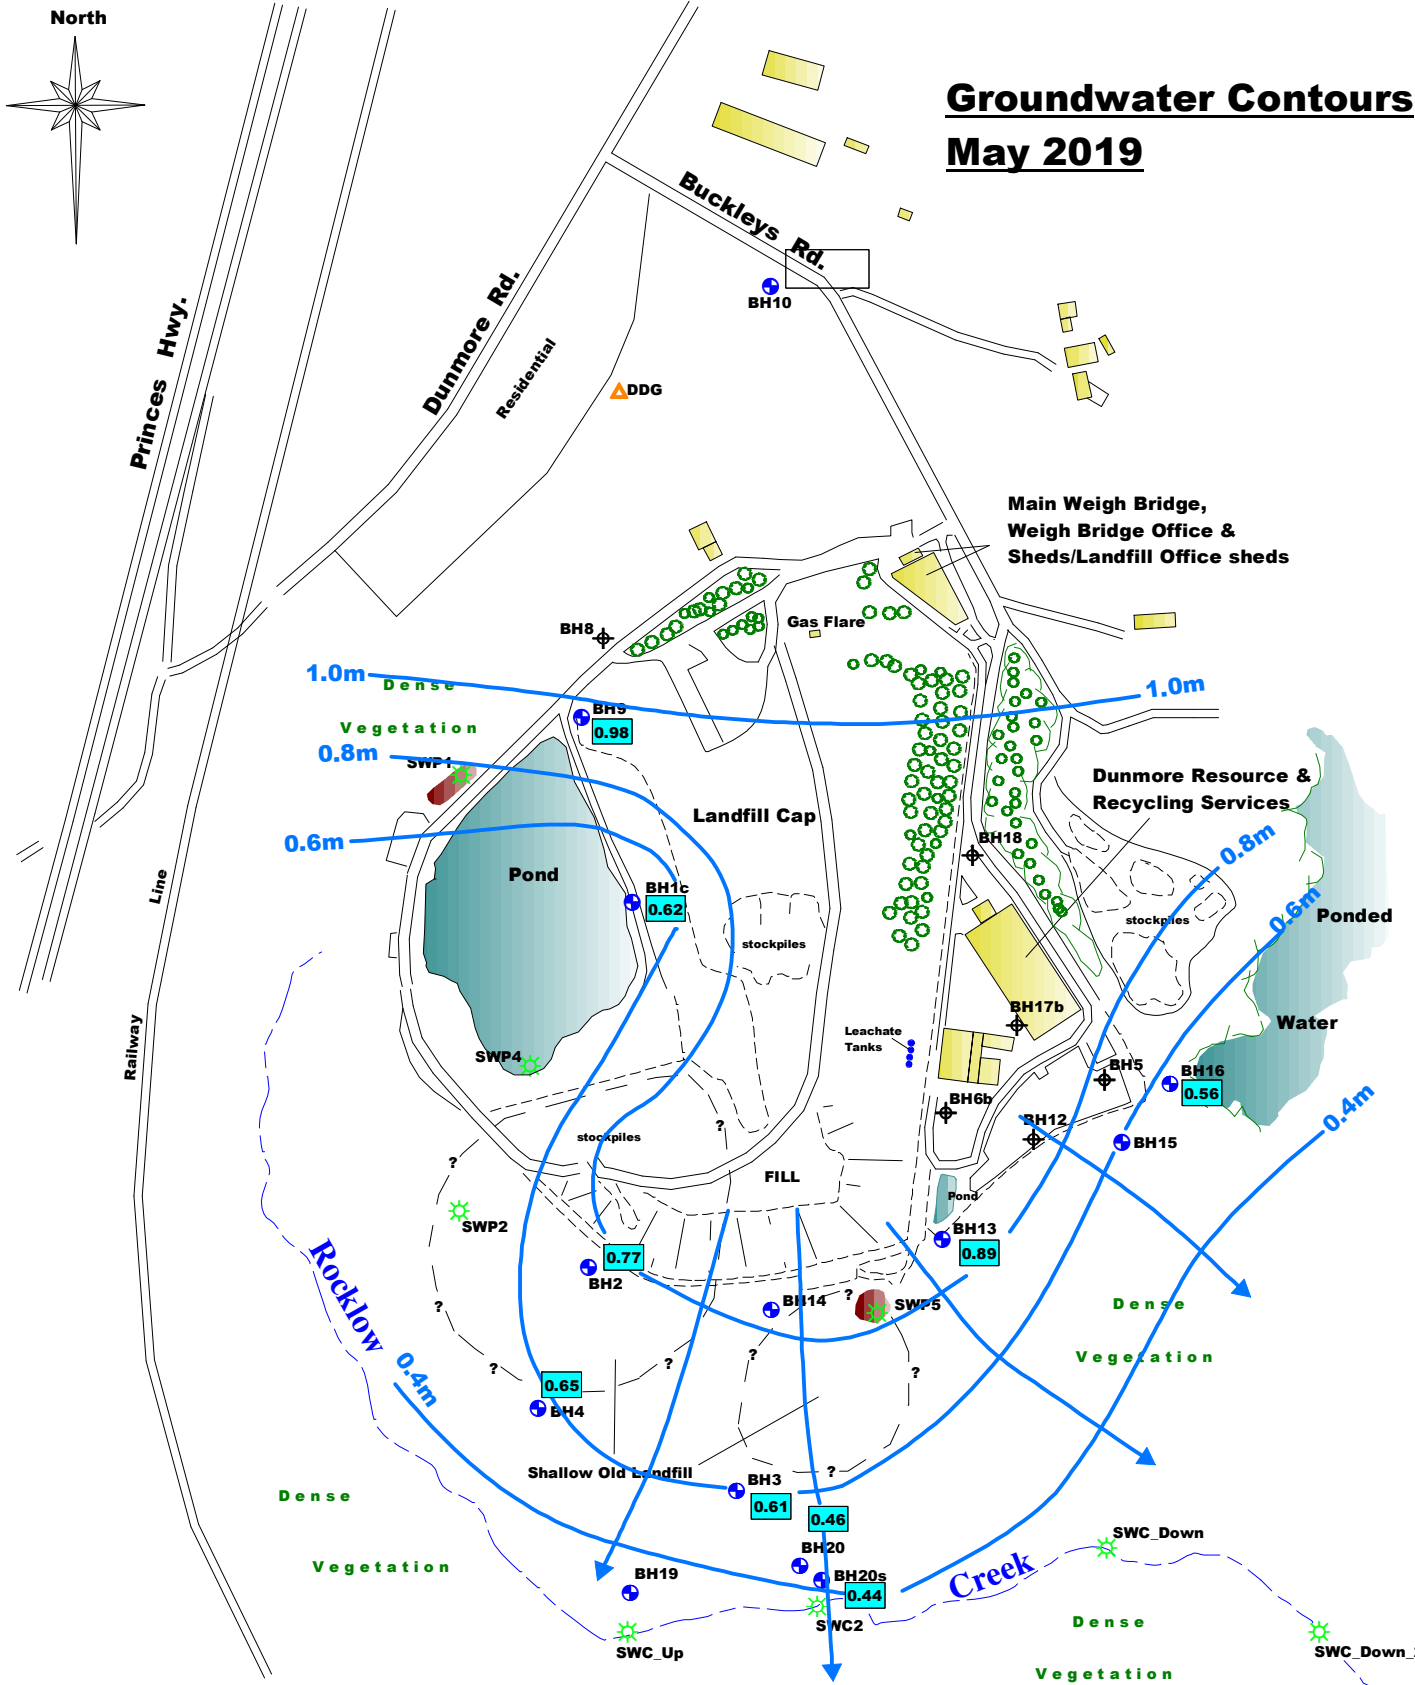 North
Groundwater Contours
May 2019
Buckleys Rd.
BH10
Princes Hwy.
Dunmore Rd.
Residential
DDG
Main Weigh Bridge,
Weigh Bridge Office &
Sheds/Landfill Office sheds
BH8
Gas Flare
1.0m
Dense
Vegetation
1.0m
BH9
0.98
0.8m
SWP1
Dunmore Resource &
Recycling Services
Landfill Cap
0.6m
BH18
0.8m
Pond
BH1c
0.62
Line
stockpiles
0.6m
Ponded
stockpiles
BH17b
Water
Leachate
Tanks
Railway
SWP4
BH5
BH16
0.56
BH6b
0.4m
BH12
?
stockpiles
BH15
?
FILL
Pond
SWP2
BH13
0.89
Rocklow
0.77
BH2
?
BH14
?
SWP5
Dense
Vegetation
?
?
?
?
0.4m
0.65
BH4
Shallow Old Landfill
?
BH3
0.61
Dense
Vegetation
0.46
SWC_Down
BH20
BH19
BH20s
0.44
Creek
SWC2
SWC_Up
Dense
Vegetation
SWC_Down_